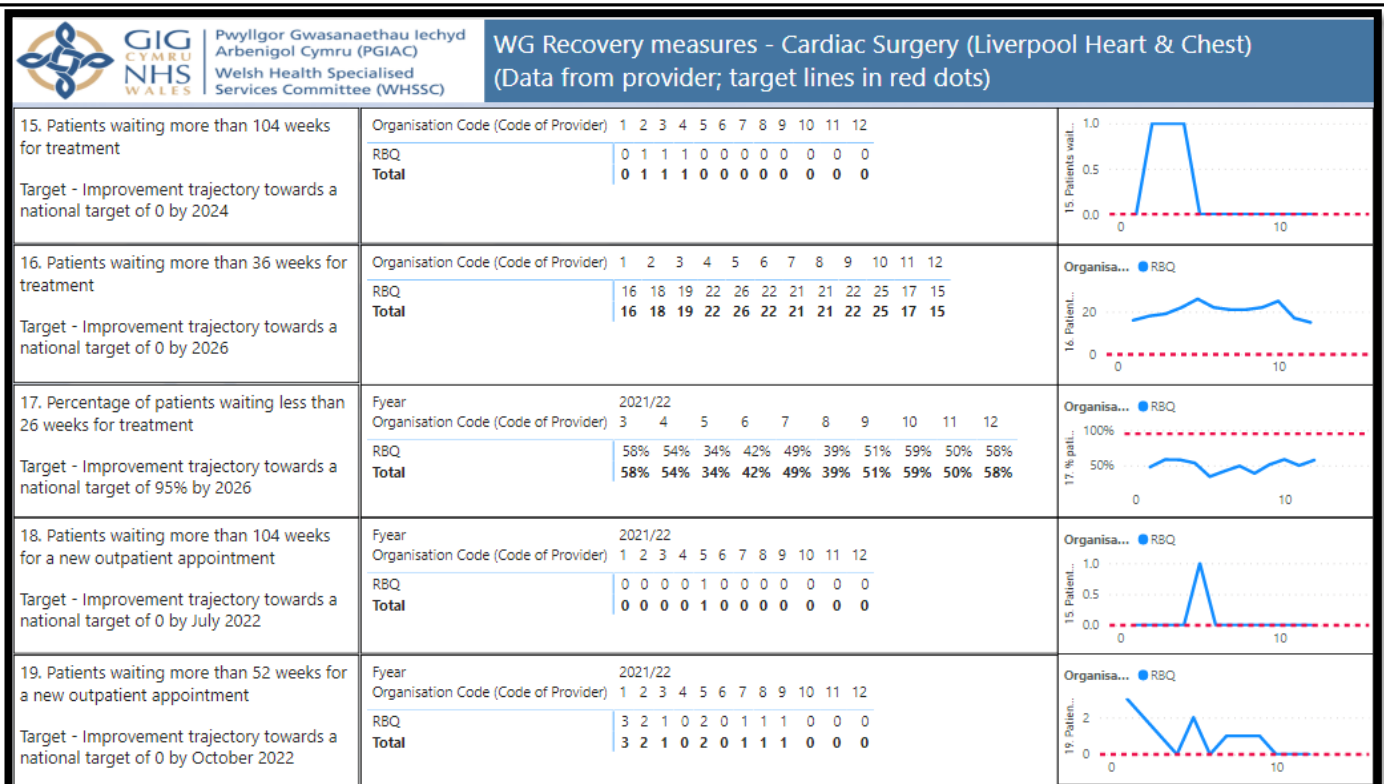 GIG
CYMRU
NHS
WALES
Pwyllgor Gwasanaethau Iechyd
Arbenigol Cymru (PGIAC)
Welsh Health Specialised
Services Committee (WHSSC)
WG Recovery measures - Cardiac Surgery (Liverpool Heart & Chest)
(Data from provider; target lines in red dots)
15. Patients waiting more than 104 weeks
for treatment
Target - Improvement trajectory towards a
national target of 0 by 2024
Organisation Code (Code of Provider) 1 2 3 4 5 6 7 8 9 10 11 12
RBQ 0 1 1 1 0 0 0 0 0 0 0 0
Total 0 1 1 1 0 0 0 0 0 0 0 0
15. Patients wait...
1.0
0.5
0.0
0 10
16. Patients waiting more than 36 weeks for
treatment
Target - Improvement trajectory towards a
national target of 0 by 2026
Organisation Code (Code of Provider) 1 2 3 4 5 6 7 8 9 10 11 12
RBQ 16 18 19 22 26 22 21 21 22 25 17 15
Total 16 18 19 22 26 22 21 21 22 25 17 15
Organisa... RBQ
16. Patient...
20
0
0 10
17. Percentage of patients waiting less than
26 weeks for treatment
Target - Improvement trajectory towards a
national target of 95% by 2026
Fyear 2021/22
Organisation Code (Code of Provider) 3 4 5 6 7 8 9 10 11 12
RBQ 58% 54% 34% 42% 49% 39% 51% 59% 50% 58%
Total 58% 54% 34% 42% 49% 39% 51% 59% 50% 58%
Organisa... RBQ
17. % pati...
100%
50%
0 10
18. Patients waiting more than 104 weeks
for a new outpatient appointment
Target - Improvement trajectory towards a
national target of 0 by July 2022
Fyear 2021/22
Organisation Code (Code of Provider) 1 2 3 4 5 6 7 8 9 10 11 12
RBQ 0 0 0 0 1 0 0 0 0 0 0 0
Total 0 0 0 0 1 0 0 0 0 0 0 0
Organisa... RBQ
15. Patient...
1.0
0.5
0.0
0 10
19. Patients waiting more than 52 weeks for
a new outpatient appointment
Target - Improvement trajectory towards a
national target of 0 by October 2022
Fyear 2021/22
Organisation Code (Code of Provider) 1 2 3 4 5 6 7 8 9 10 11 12
RBQ 3 2 1 0 2 0 1 1 1 0 0 0
Total 3 2 1 0 2 0 1 1 1 0 0 0
Organisa... RBQ
19. Patien...
2
0
0 10